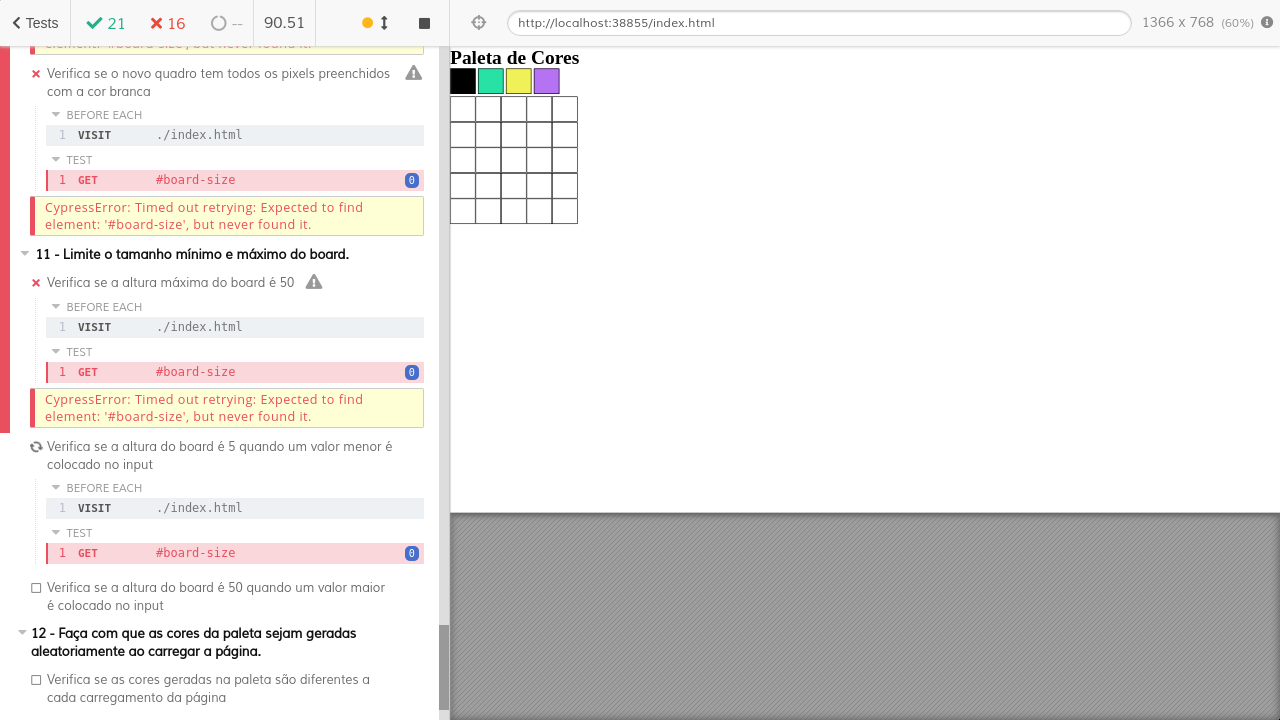 Tests
21
16
--
90.51
http://localhost:38855/index.html
1366 x 768 (60%)
element: '#board-size', but never found it.
Verifica se o novo quadro tem todos os pixels preenchidos
com a cor branca
BEFORE EACH
1 VISIT ./index.html
TEST
1 GET #board-size 0
CypressError: Timed out retrying: Expected to find
element: '#board-size', but never found it.
11 - Limite o tamanho mínimo e máximo do board.
Verifica se a altura máxima do board é 50
BEFORE EACH
1 VISIT ./index.html
TEST
1 GET #board-size 0
CypressError: Timed out retrying: Expected to find
element: '#board-size', but never found it.
Verifica se a altura do board é 5 quando um valor menor é
colocado no input
BEFORE EACH
1 VISIT ./index.html
TEST
1 GET #board-size 0
Verifica se a altura do board é 50 quando um valor maior
é colocado no input
12 - Faça com que as cores da paleta sejam geradas
aleatoriamente ao carregar a página.
Verifica se as cores geradas na paleta são diferentes a
cada carregamento da página
Paleta de Cores